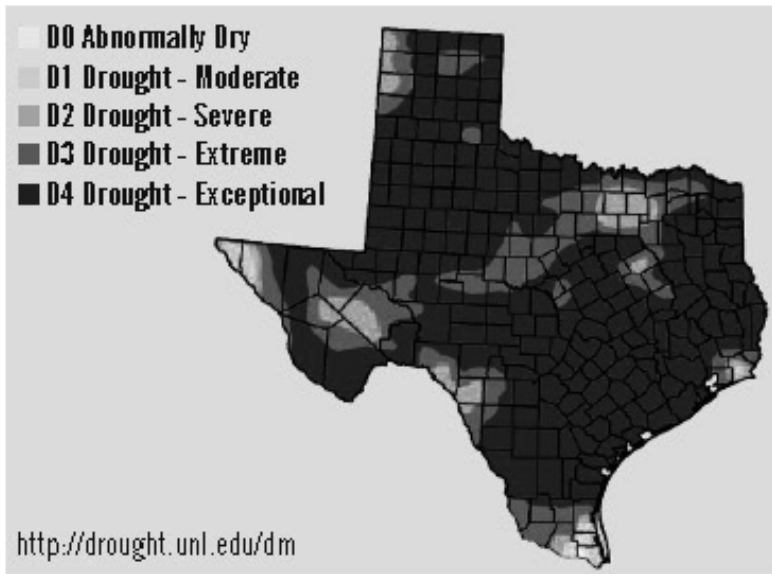 D0 Abnormally Dry
D1 Drought - Moderate
D2 Drought - Severe
D3 Drought - Extreme
D4 Drought - Exceptional
http://drought.unl.edu/dm